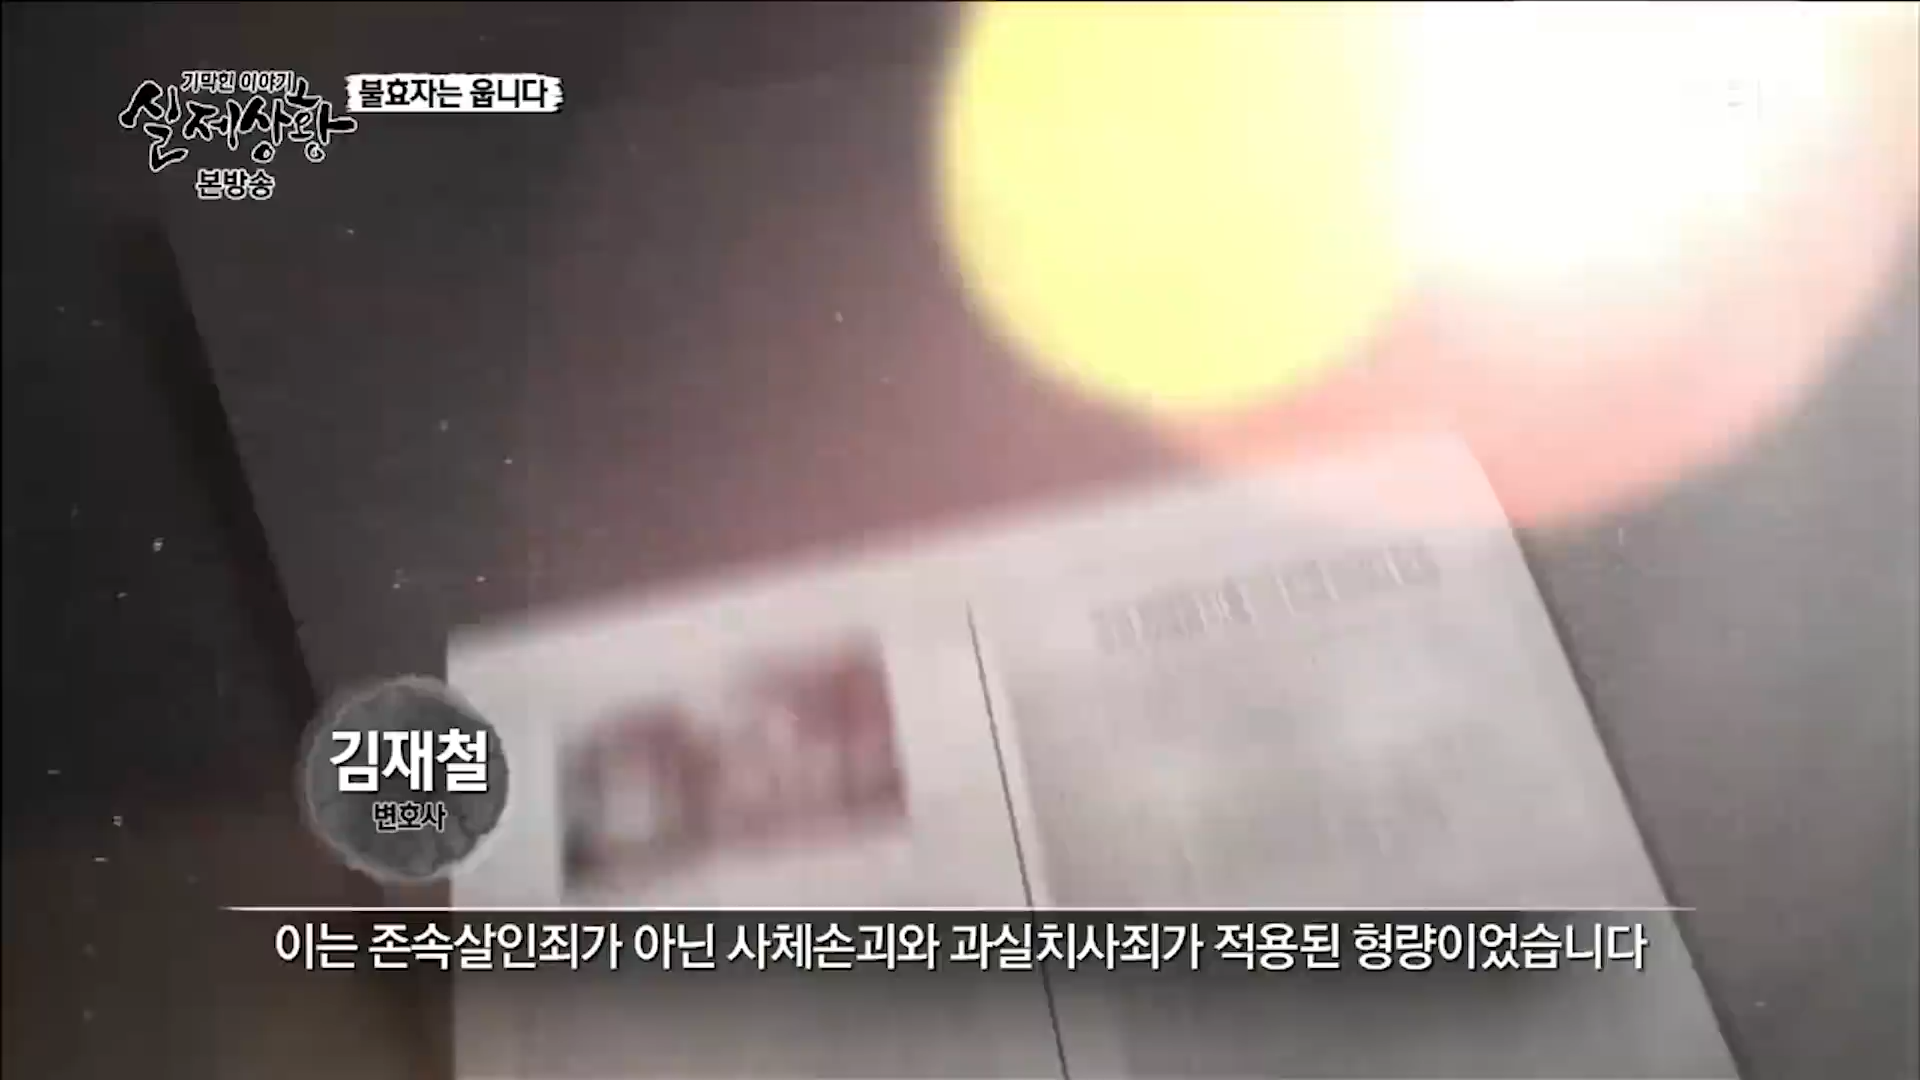 기막힌 이야기
실제상황
불효자는 웁니다
본방송
김재철
변호사
이는 존속살인죄가 아닌 사체손괴와 과실치사죄가 적용된 형량이었습니다